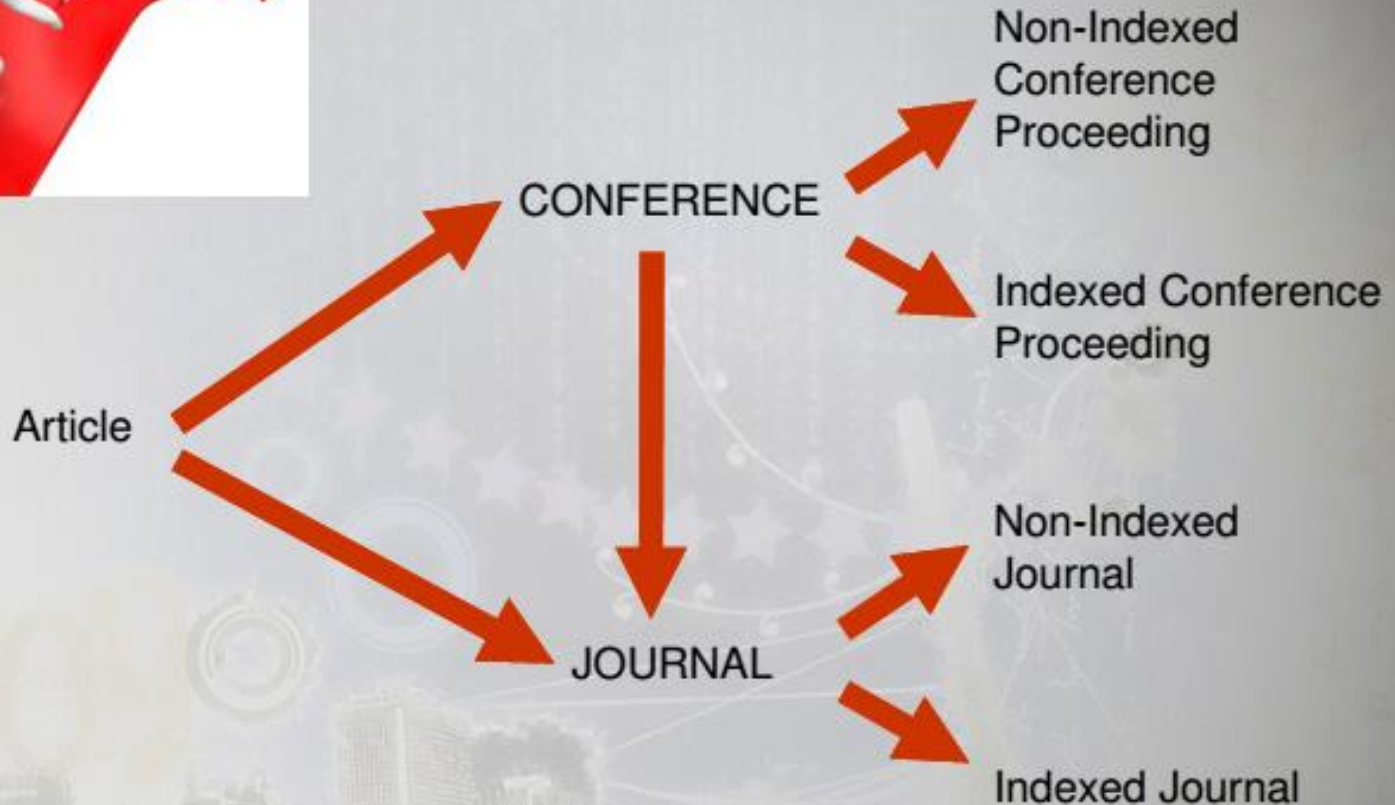 Non-Indexed
Conference
Proceeding
CONFERENCE
Indexed Conference
Proceeding
Article
Non-Indexed
Journal
JOURNAL
Indexed Journal